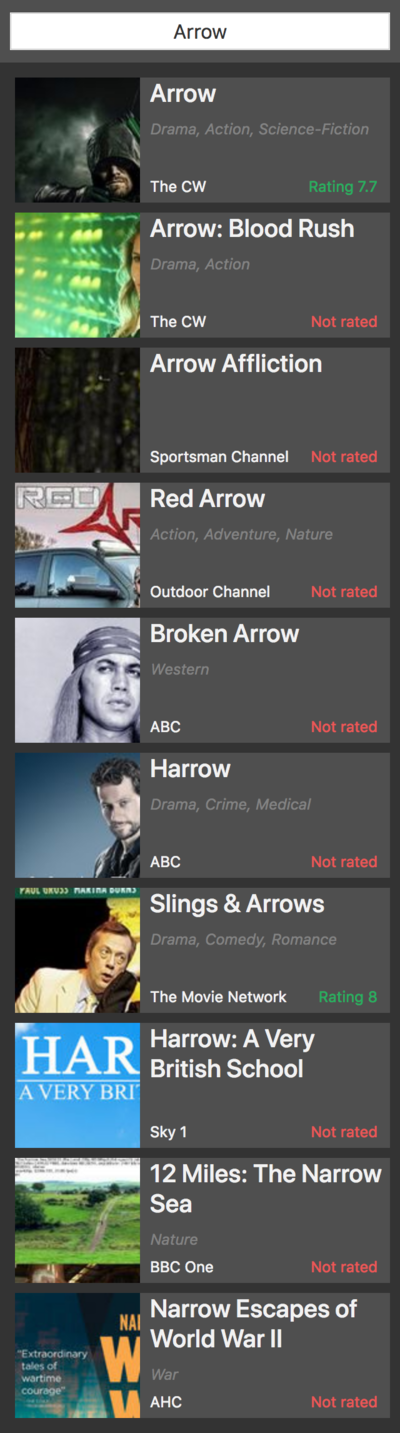 Arrow
Arrow
Drama, Action, Science-Fiction
The CW Rating 7.7
Arrow: Blood Rush
Drama, Action
The CW Not rated
Arrow Affliction
Sportsman Channel Not rated
RED
Red Arrow
Action, Adventure, Nature
Outdoor Channel Not rated
Broken Arrow
Western
ABC Not rated
Harrow
Drama, Crime, Medical
ABC Not rated
PAUL GROSS MARTHA BURNS
Slings & Arrows
Drama, Comedy, Romance
The Movie Network Rating 8
HAR
A VERY BRI
Harrow: A Very
British School
Sky 1 Not rated
12 Miles: The Narrow
Sea
Nature
BBC One Not rated
NA
"Extraordinary
tales of
wartime
courage"
W
Narrow Escapes of
World War II
War
AHC Not rated